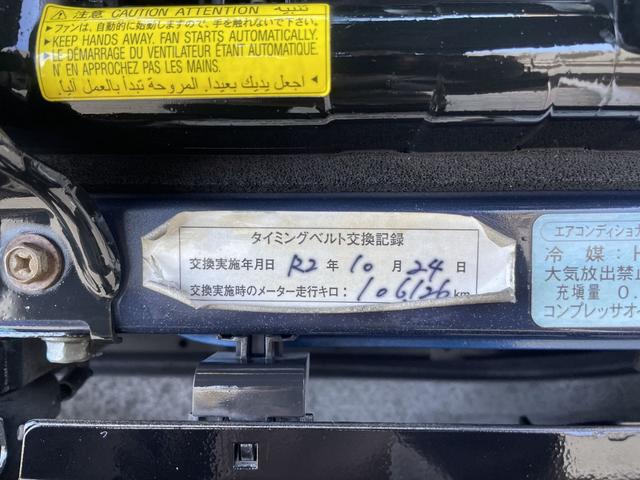 注意 CAUTION ATTENTION تنبيه
▶ファンは、自動的に始動しますので、手を触れないで下さい。
▶KEEP HANDS AWAY. FAN STARTS AUTOMATICALLY.
▶LE DÉMARRAGE DU VENTILATEUR ÉTANT AUTOMATIQUE.
N' EN APPROCHEZ PAS LES MAINS.
اجعل يديك بعيدا. المروحة تبدأ بالعمل آليا.
タイミングベルト交換記録
交換実施年月日 R2 年 10 月 24 日
交換実施時のメーター走行キロ: 106126 km
エアコンディショナ
冷 媒: H
大気放出禁
充填量 0.
コンプレッサオイ